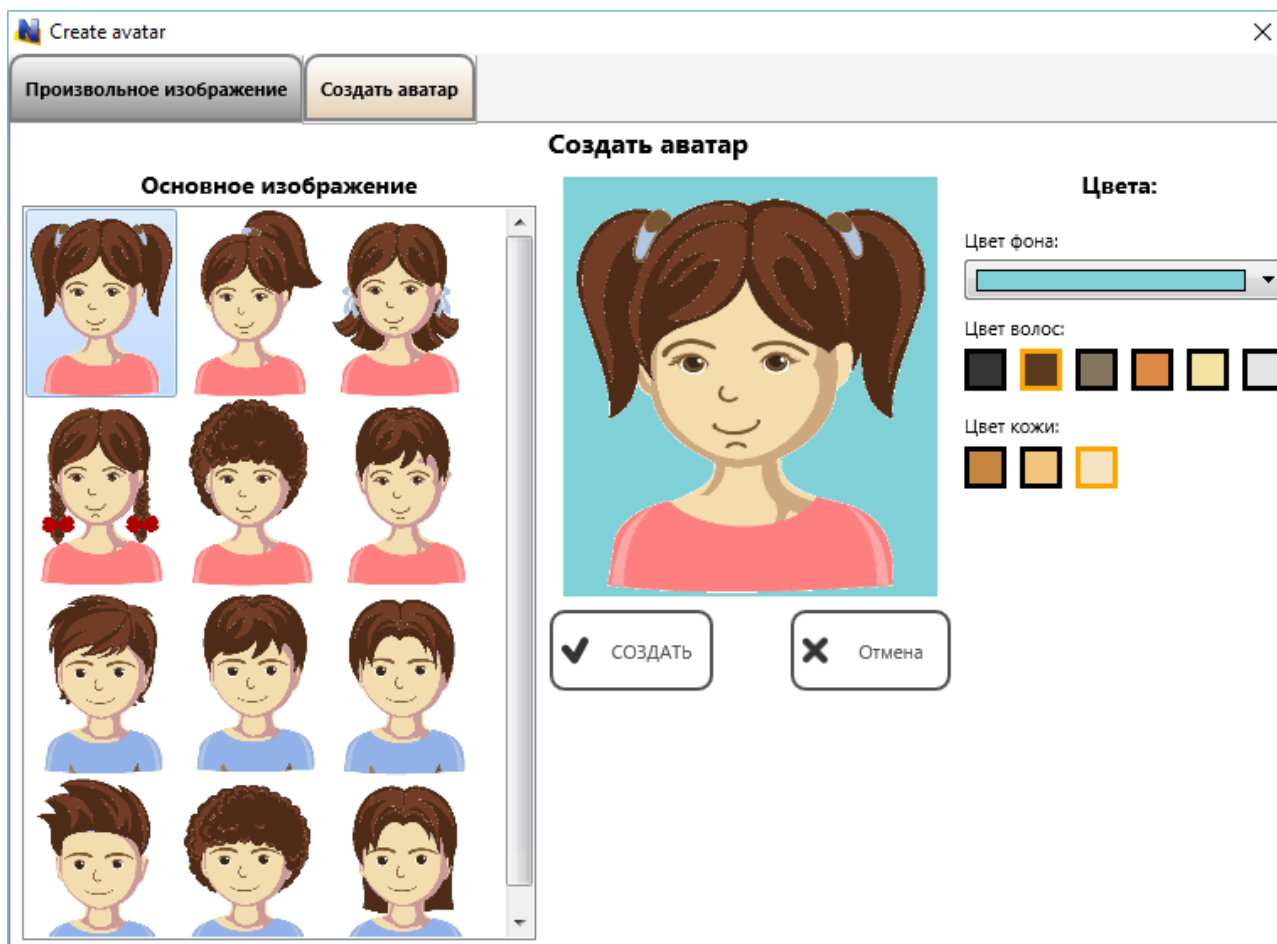 Create avatar
Произвольное изображение
Создать аватар
Создать аватар
Основное изображение
Цвета:
Цвет фона:
Цвет волос:
Цвет кожи:
СОЗДАТЬ
Отмена